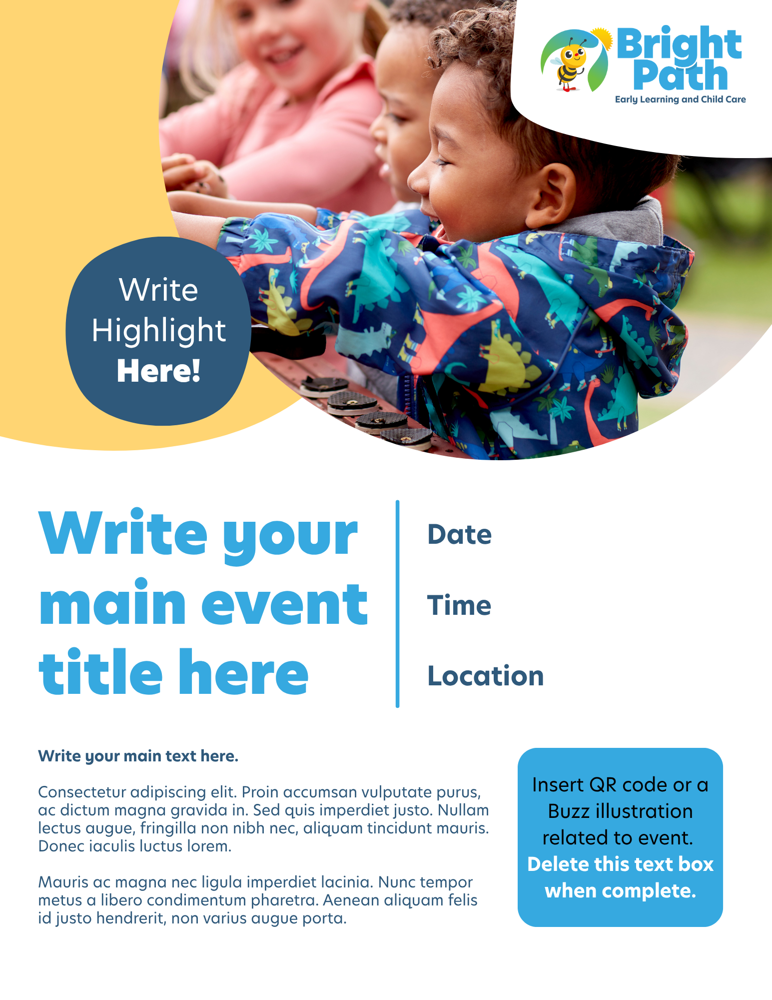 Bright
Path
Early Learning and Child Care
Write
Highlight
Here!
Write your
main event
title here
Date
Time
Location
Write your main text here.
Consectetur adipiscing elit. Proin accumsan vulputate purus,
ac dictum magna gravida in. Sed quis imperdiet justo. Nullam
lectus augue, fringilla non nibh nec, aliquam tincidunt mauris.
Donec iaculis luctus lorem.
Mauris ac magna nec ligula imperdiet lacinia. Nunc tempor
metus a libero condimentum pharetra. Aenean aliquam felis
id justo hendrerit, non varius augue porta.
Insert QR code or a
Buzz illustration
related to event.
Delete this text box
when complete.